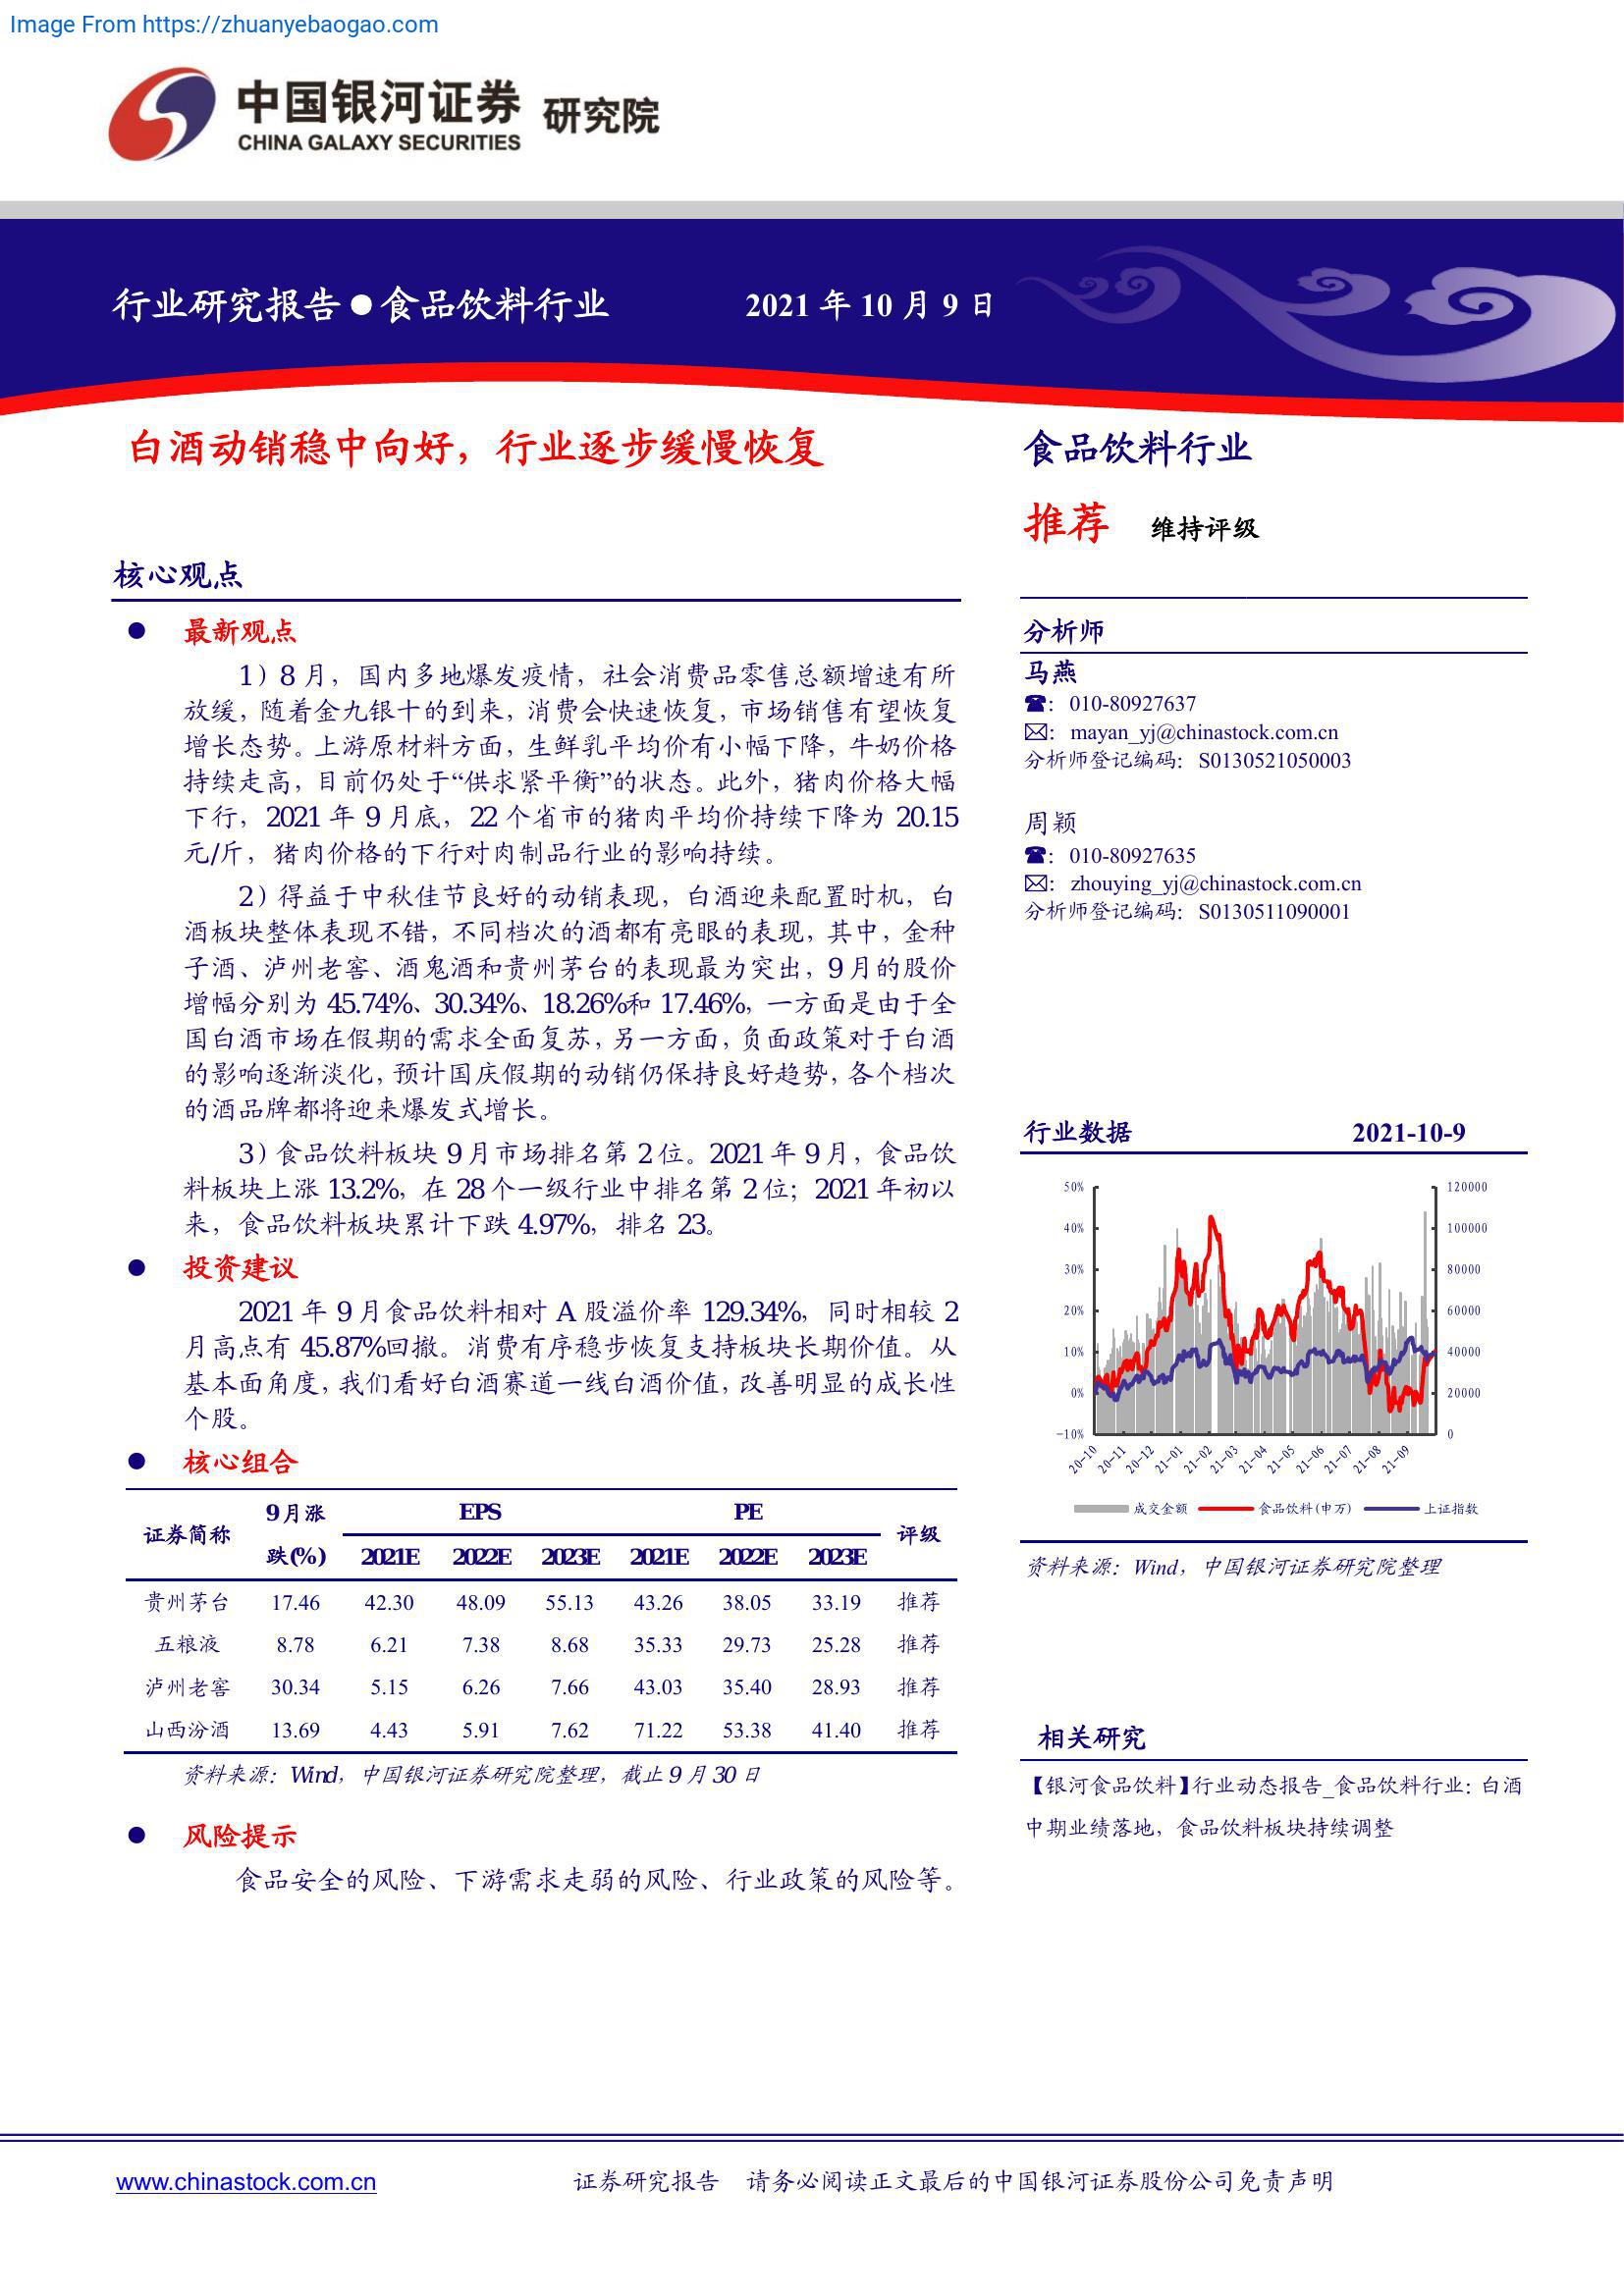 Image From https://zhuanyebaogao.com
中国银河证券 研究院
CHINA GALAXY SECURITIES
行业研究报告●食品饮料行业 2021 年 10 月 9 日
白酒动销稳中向好，行业逐步缓慢恢复
核心观点
● 最新观点
1）8 月，国内多地爆发疫情，社会消费品零售总额增速有所
放缓，随着金九银十的到来，消费会快速恢复，市场销售有望恢复
增长态势。上游原材料方面，生鲜乳平均价有小幅下降，牛奶价格
持续走高，目前仍处于“供求紧平衡”的状态。此外，猪肉价格大幅
下行，2021 年 9 月底，22 个省市的猪肉平均价持续下降为 20.15
元/斤，猪肉价格的下行对肉制品行业的影响持续。
2）得益于中秋佳节良好的动销表现，白酒迎来配置时机，白
酒板块整体表现不错，不同档次的酒都有亮眼的表现，其中，金种
子酒、泸州老窖、酒鬼酒和贵州茅台的表现最为突出，9 月的股价
增幅分别为 45.74%、30.34%、18.26%和 17.46%，一方面是由于全
国白酒市场在假期的需求全面复苏，另一方面，负面政策对于白酒
的影响逐渐淡化，预计国庆假期的动销仍保持良好趋势，各个档次
的酒品牌都将迎来爆发式增长。
3）食品饮料板块 9 月市场排名第 2 位。2021 年 9 月，食品饮
料板块上涨 13.2%，在 28 个一级行业中排名第 2 位；2021 年初以
来，食品饮料板块累计下跌 4.97%，排名 23。
● 投资建议
2021 年 9 月食品饮料相对 A 股溢价率 129.34%，同时相较 2
月高点有 45.87%回撤。消费有序稳步恢复支持板块长期价值。从
基本面角度，我们看好白酒赛道一线白酒价值，改善明显的成长性
个股。
● 核心组合
证券简称 9 月涨跌(%) EPS PE 评级
2021E 2022E 2023E 2021E 2022E 2023E
贵州茅台 17.46 42.30 48.09 55.13 43.26 38.05 33.19 推荐
五粮液 8.78 6.21 7.38 8.68 35.33 29.73 25.28 推荐
泸州老窖 30.34 5.15 6.26 7.66 43.03 35.40 28.93 推荐
山西汾酒 13.69 4.43 5.91 7.62 71.22 53.38 41.40 推荐
资料来源：Wind，中国银河证券研究院整理，截止 9 月 30 日
● 风险提示
食品安全的风险、下游需求走弱的风险、行业政策的风险等。
食品饮料行业
推荐 维持评级
分析师
马燕
☎：010-80927637
✉：mayan_yj@chinastock.com.cn
分析师登记编码：S0130521050003
周颖
☎：010-80927635
✉：zhouying_yj@chinastock.com.cn
分析师登记编码：S0130511090001
行业数据 2021-10-9
50% 120000
40% 100000
30% 80000
20% 60000
10% 40000
0% 20000
-10% 0
20-10 20-11 20-12 21-01 21-02 21-03 21-04 21-05 21-06 21-07 21-08 21-09
成交金额 食品饮料(申万) 上证指数
资料来源：Wind，中国银河证券研究院整理
相关研究
【银河食品饮料】行业动态报告_食品饮料行业：白酒
中期业绩落地，食品饮料板块持续调整
www.chinastock.com.cn 证券研究报告 请务必阅读正文最后的中国银河证券股份公司免责声明